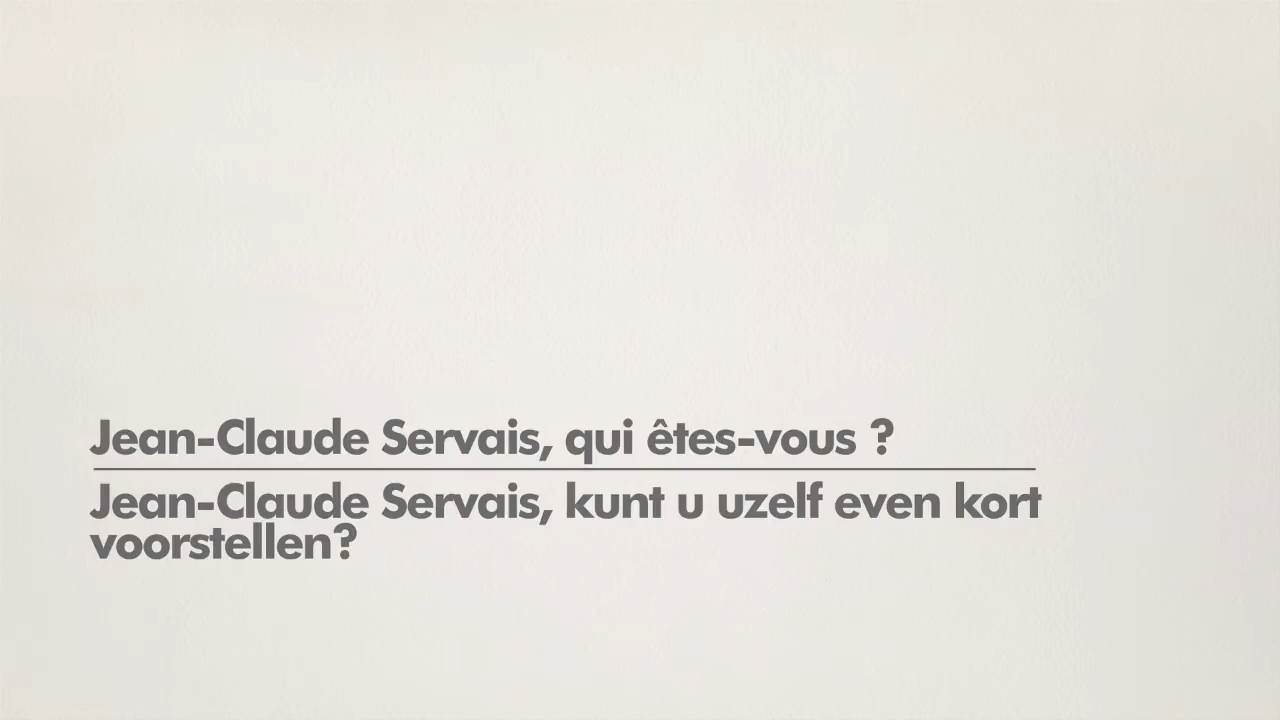 Jean-Claude Servais, qui êtes-vous ?
Jean-Claude Servais, kunt u uzelf even kort
voorstellen?